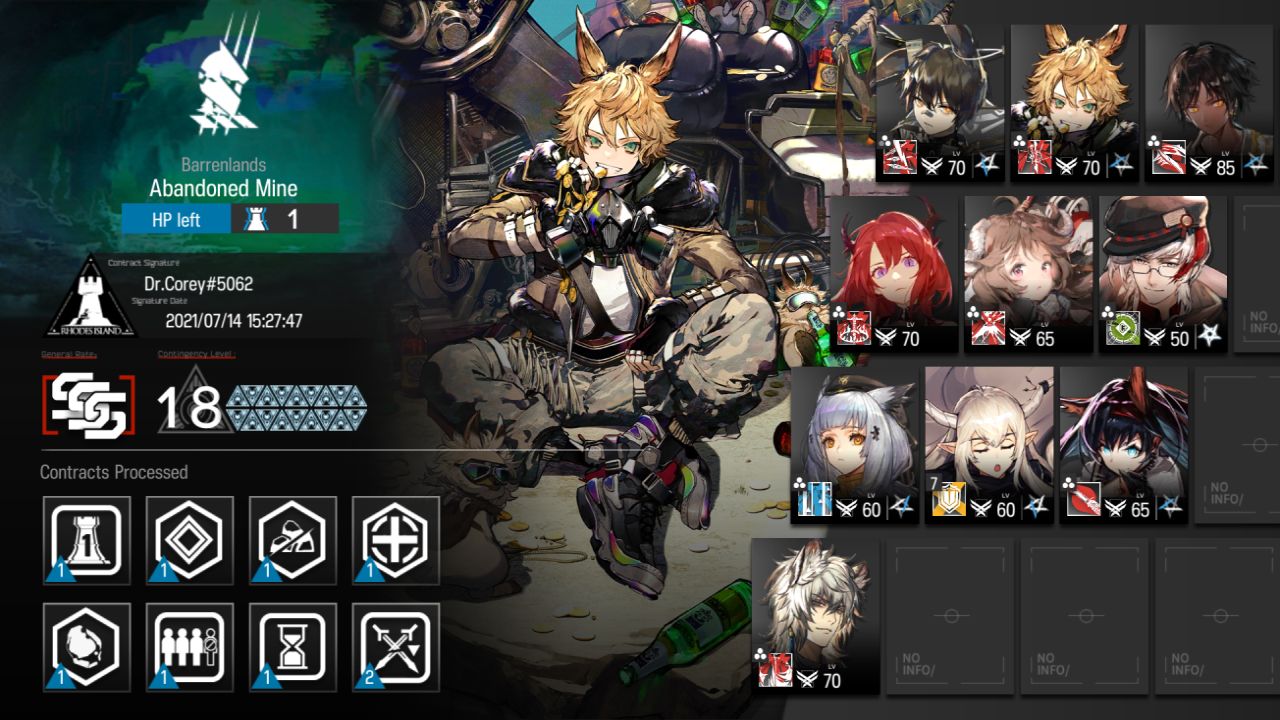 Barrenlands
Abandoned Mine
HP left 1
Contract Signature
Dr.Corey#5062
Signature Date
2021/07/14 15:27:47
RHODES ISLAND
General Rate:
Contingency Level:
SSS
18
Contracts Processed
1
1
1
1
1
1
1
1
2
LV
70
LV
70
LV
85
LV
70
LV
65
LV
50
NO
INFO/
LV
60
7
LV
60
LV
65
NO
INFO/
LV
70
NO
INFO/
NO
INFO/
NO
INFO/